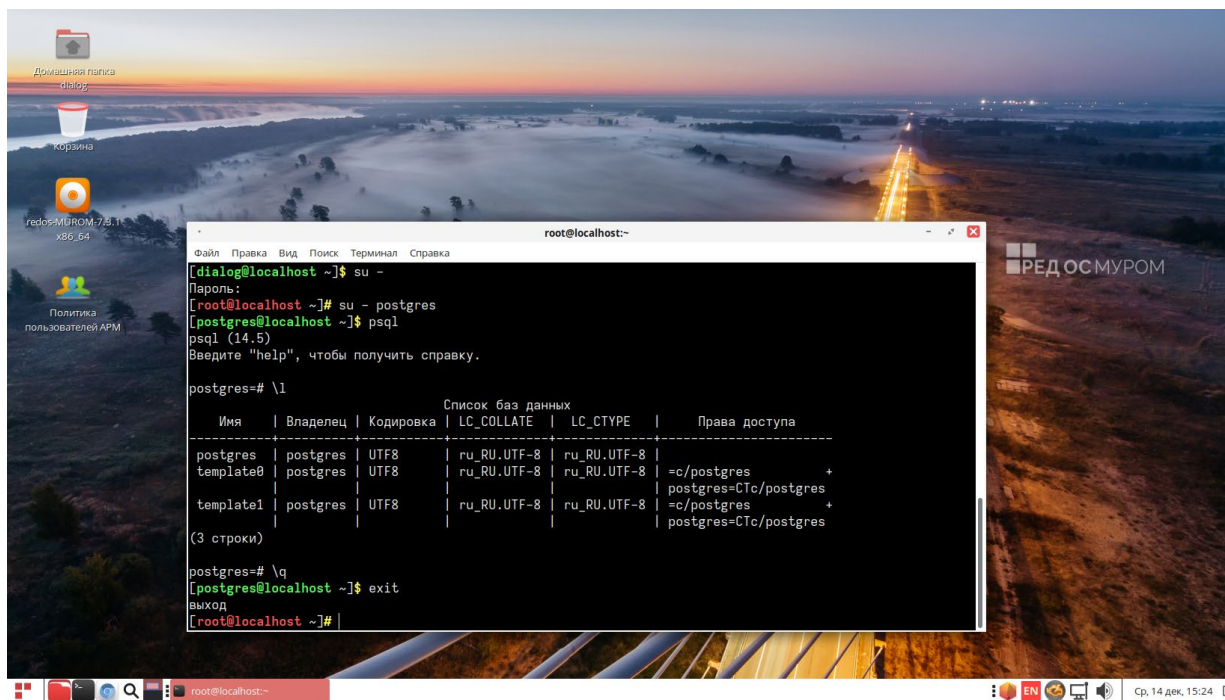 Домашняя папка
dialog
Корзина
redos-MUROM-7.3.1
x86_64
Политика
пользователей АРМ
РЕД ОС МУРОМ
root@localhost:~
Файл Правка Вид Поиск Терминал Справка
[dialog@localhost ~]$ su -
Пароль:
[root@localhost ~]# su - postgres
[postgres@localhost ~]$ psql
psql (14.5)
Введите "help", чтобы получить справку.
postgres=# \l
Список баз данных
Имя | Владелец | Кодировка | LC_COLLATE | LC_CTYPE | Права доступа
-----------+----------+-----------+-------------+-------------+-----------------------
postgres | postgres | UTF8 | ru_RU.UTF-8 | ru_RU.UTF-8 |
template0 | postgres | UTF8 | ru_RU.UTF-8 | ru_RU.UTF-8 | =c/postgres +
| | | | | postgres=CTc/postgres
template1 | postgres | UTF8 | ru_RU.UTF-8 | ru_RU.UTF-8 | =c/postgres +
| | | | | postgres=CTc/postgres
(3 строки)
postgres=# \q
[postgres@localhost ~]$ exit
выход
[root@localhost ~]#
root@localhost:~
EN
Ср, 14 дек, 15:24